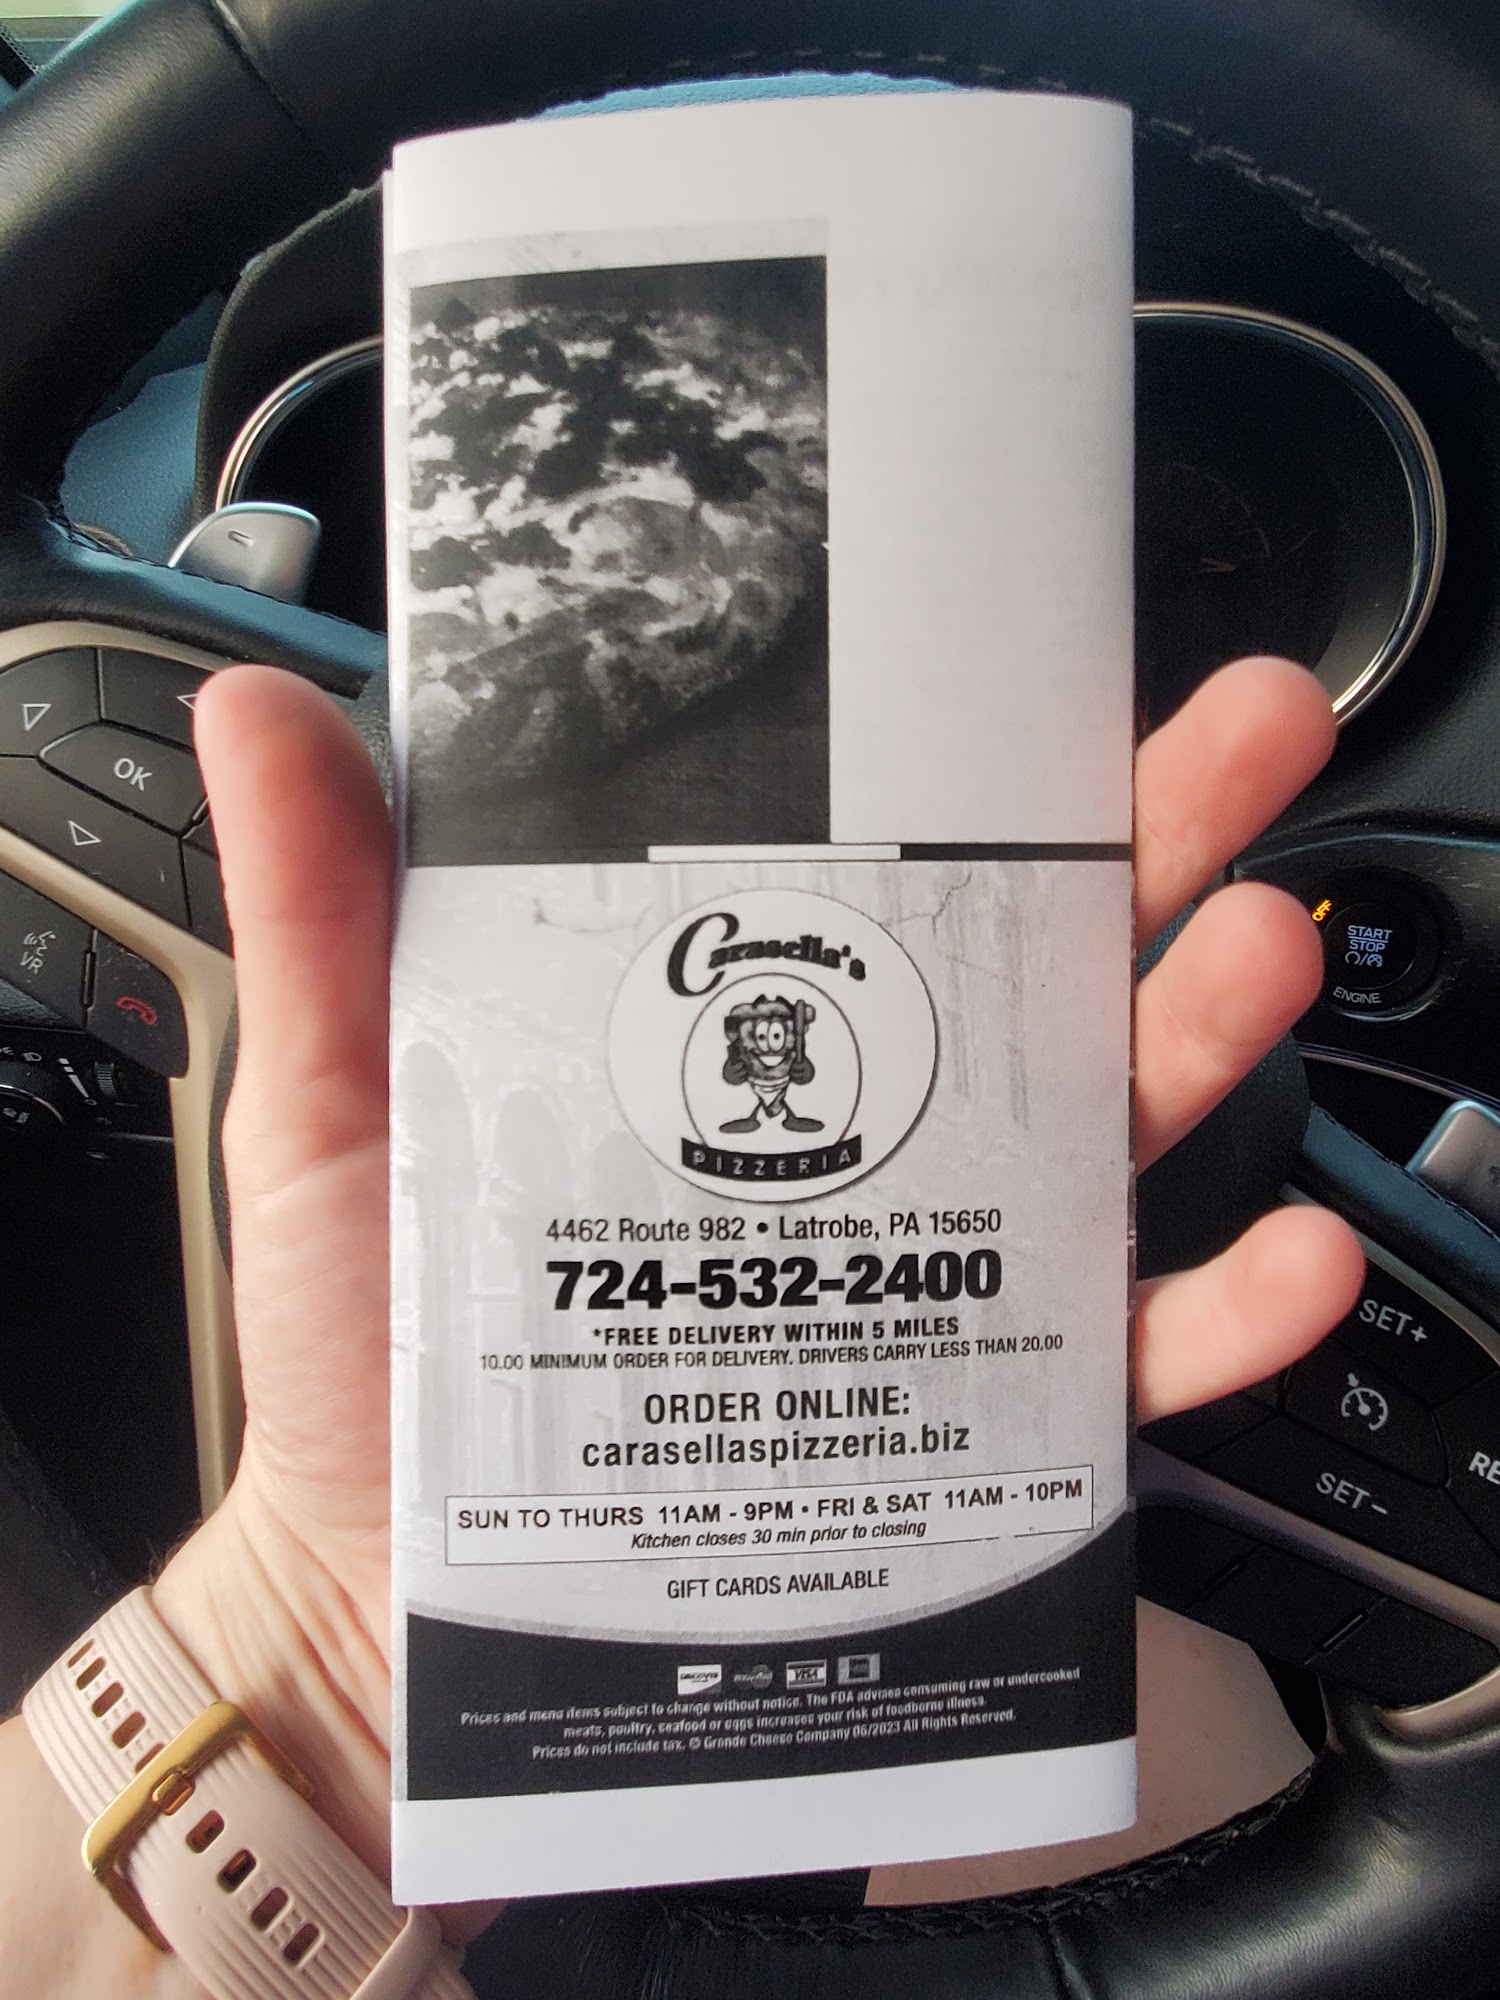 Carasella's
PIZZERIA
4462 Route 982 • Latrobe, PA 15650
724-532-2400
*FREE DELIVERY WITHIN 5 MILES
10.00 MINIMUM ORDER FOR DELIVERY. DRIVERS CARRY LESS THAN 20.00
ORDER ONLINE:
carasellaspizzeria.biz
SUN TO THURS 11AM - 9PM • FRI & SAT 11AM - 10PM
Kitchen closes 30 min prior to closing
GIFT CARDS AVAILABLE
DISCOVER VISA
Prices and menu items subject to change without notice. The FDA advises consuming raw or undercooked
meats, poultry, seafood or eggs increases your risk of foodborne illness.
Prices do not include tax. © Grande Cheese Company 06/2023 All Rights Reserved.
OK
VR
OFF
START
STOP
ENGINE
SET+
RE
SET-